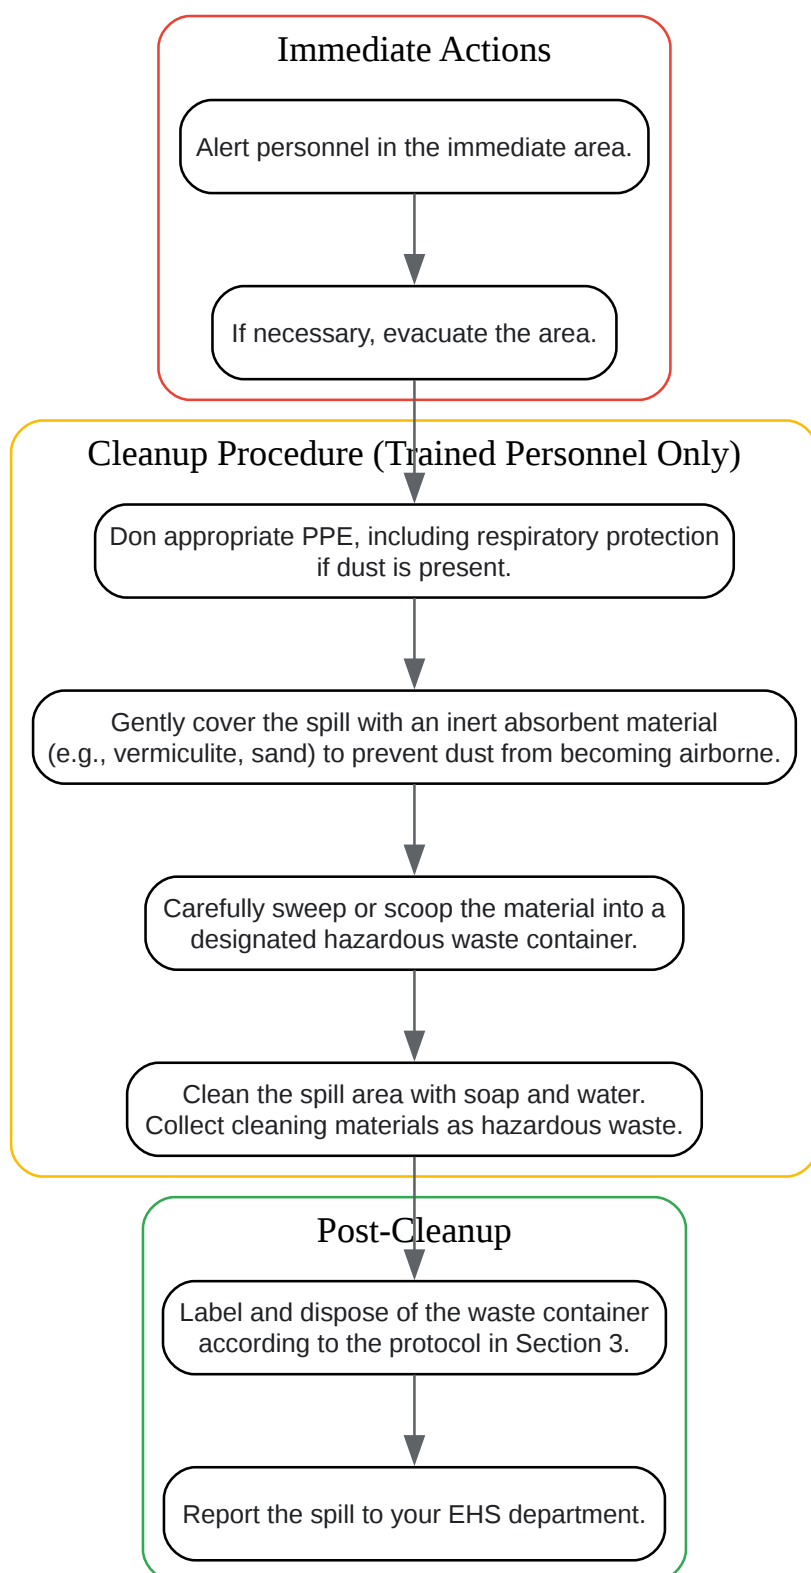 Immediate Actions
Alert personnel in the immediate area.
If necessary, evacuate the area.
Cleanup Procedure (Trained Personnel Only)
Don appropriate PPE, including respiratory protection
if dust is present.
Gently cover the spill with an inert absorbent material
(e.g., vermiculite, sand) to prevent dust from becoming airborne.
Carefully sweep or scoop the material into a
designated hazardous waste container.
Clean the spill area with soap and water.
Collect cleaning materials as hazardous waste.
Post-Cleanup
Label and dispose of the waste container
according to the protocol in Section 3.
Report the spill to your EHS department.